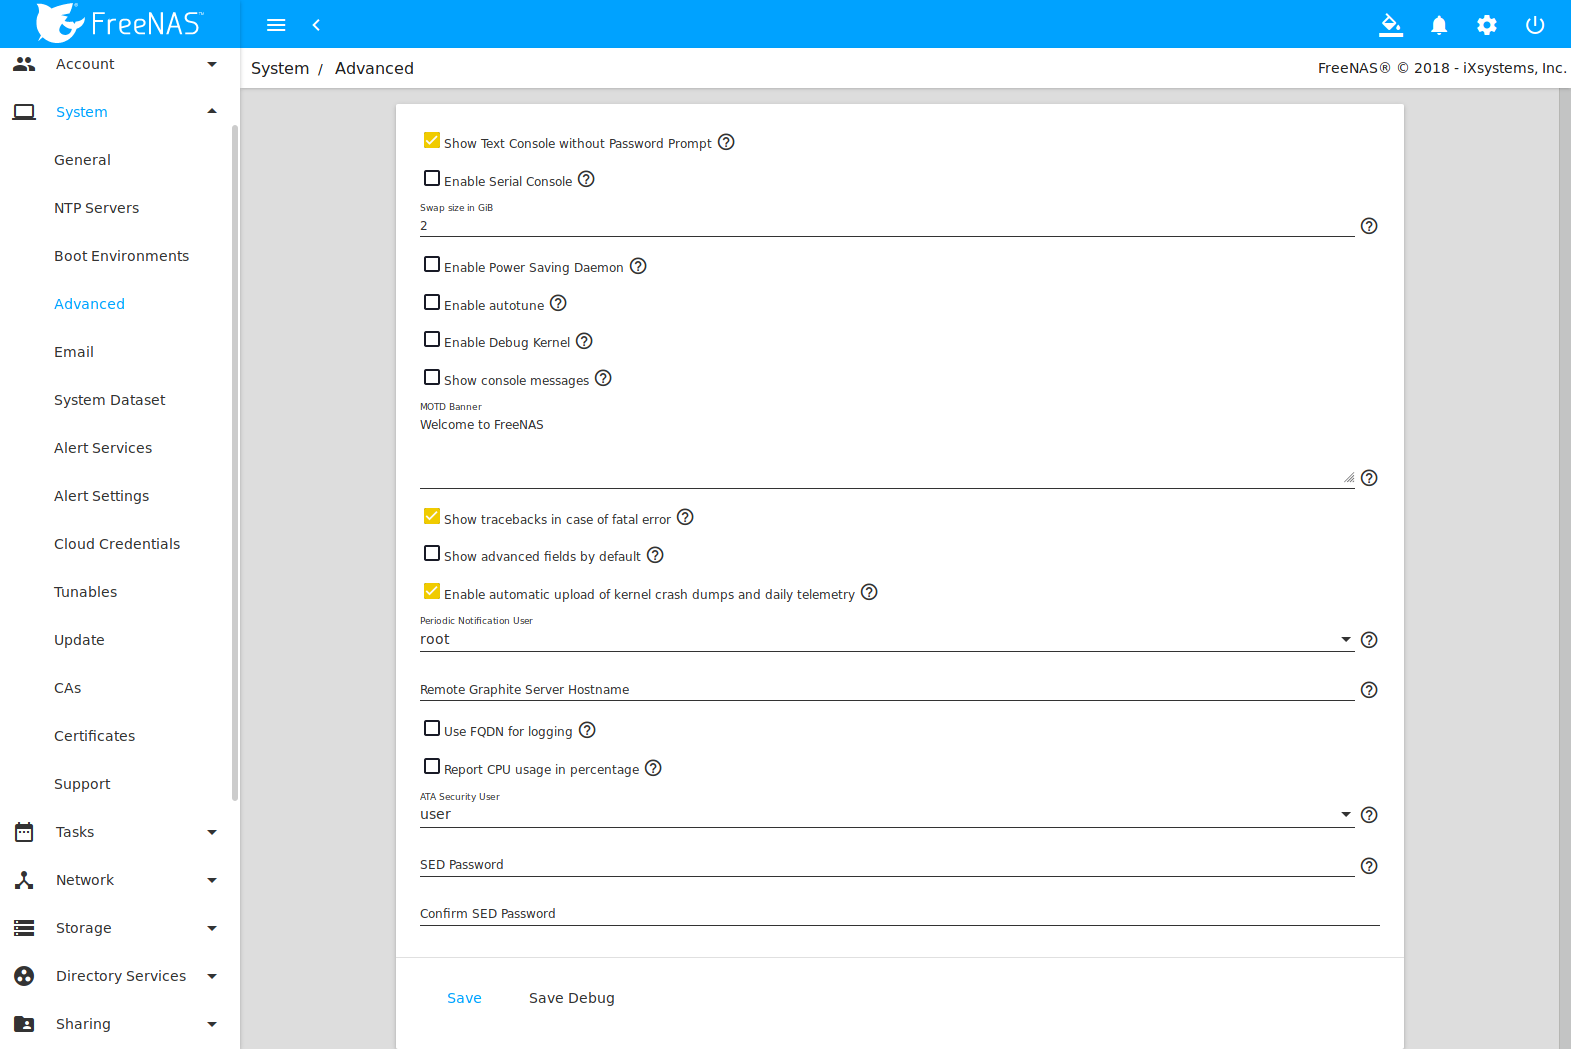 FreeNAS™
System / Advanced
FreeNAS® © 2018 - iXsystems, Inc.
Account
System
General
NTP Servers
Boot Environments
Advanced
Email
System Dataset
Alert Services
Alert Settings
Cloud Credentials
Tunables
Update
CAs
Certificates
Support
Tasks
Network
Storage
Directory Services
Sharing
Show Text Console without Password Prompt ?
Enable Serial Console ?
Swap size in GiB
2 ?
Enable Power Saving Daemon ?
Enable autotune ?
Enable Debug Kernel ?
Show console messages ?
MOTD Banner
Welcome to FreeNAS
?
Show tracebacks in case of fatal error ?
Show advanced fields by default ?
Enable automatic upload of kernel crash dumps and daily telemetry ?
Periodic Notification User
root ?
Remote Graphite Server Hostname ?
Use FQDN for logging ?
Report CPU usage in percentage ?
ATA Security User
user ?
SED Password ?
Confirm SED Password
Save Save Debug